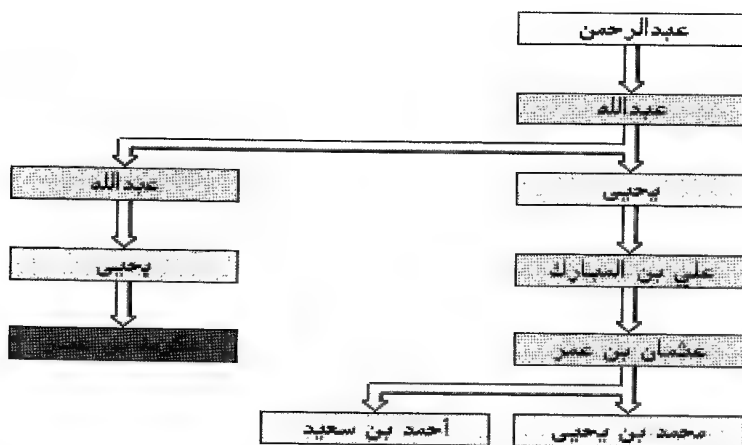 عبدالرحمن
عبدالله
عبدالله
يحيى
يحيى
علي بن المبارك
عثمان بن عمر
أحمد بن سعيد
محمد بن يحيى